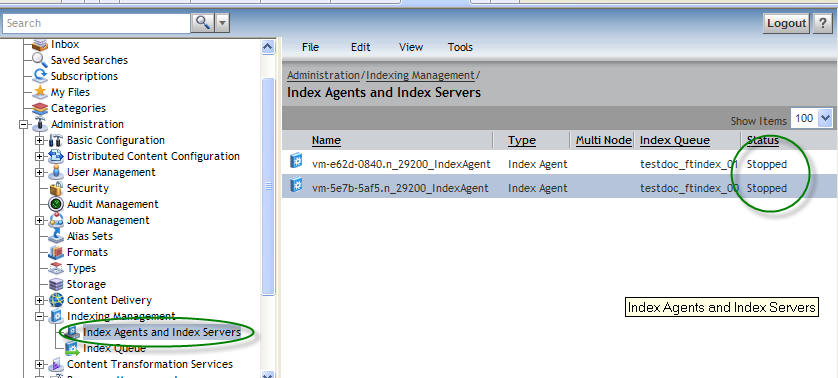 Search
Logout
?
Inbox
Saved Searches
Subscriptions
My Files
Categories
Administration
Basic Configuration
Distributed Content Configuration
User Management
Security
Audit Management
Job Management
Alias Sets
Formats
Types
Storage
Content Delivery
Indexing Management
Index Agents and Index Servers
Index Queue
Content Transformation Services
File Edit View Tools
Administration/Indexing Management/
Index Agents and Index Servers
Show Items 100
Name Type Multi Node Index Queue Status
vm-e62d-0840.n_29200_IndexAgent Index Agent testdoc_ftindex_01 Stopped
vm-5e7b-5af5.n_29200_IndexAgent Index Agent testdoc_ftindex_00 Stopped
Index Agents and Index Servers